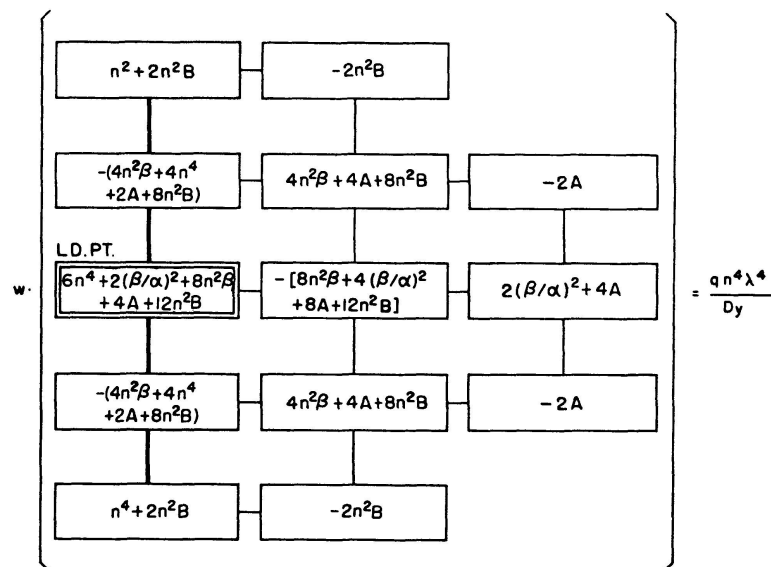 n² + 2n²B
-2n²B
-(4n²β+4n⁴
+2A+8n²B)
4n²β+4A+8n²B
-2A
LD.PT.
6n⁴+2(β/α)²+8n²β
+4A+12n²B
-[8n²β+4(β/α)²
+8A+12n²B]
2(β/α)²+4A
w·
= qn⁴λ⁴
Dy
-(4n²β+4n⁴
+2A+8n²B)
4n²β+4A+8n²B
-2A
n⁴+2n²B
-2n²B